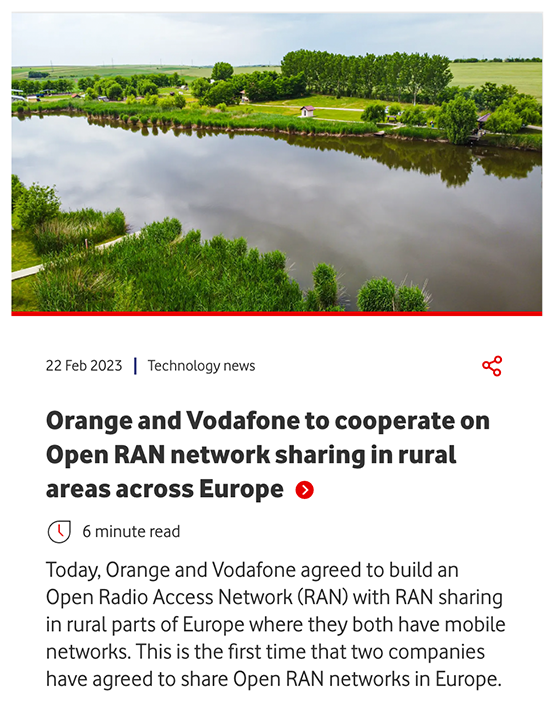 22 Feb 2023 | Technology news
Orange and Vodafone to cooperate on
Open RAN network sharing in rural
areas across Europe
6 minute read
Today, Orange and Vodafone agreed to build an
Open Radio Access Network (RAN) with RAN sharing
in rural parts of Europe where they both have mobile
networks. This is the first time that two companies
have agreed to share Open RAN networks in Europe.